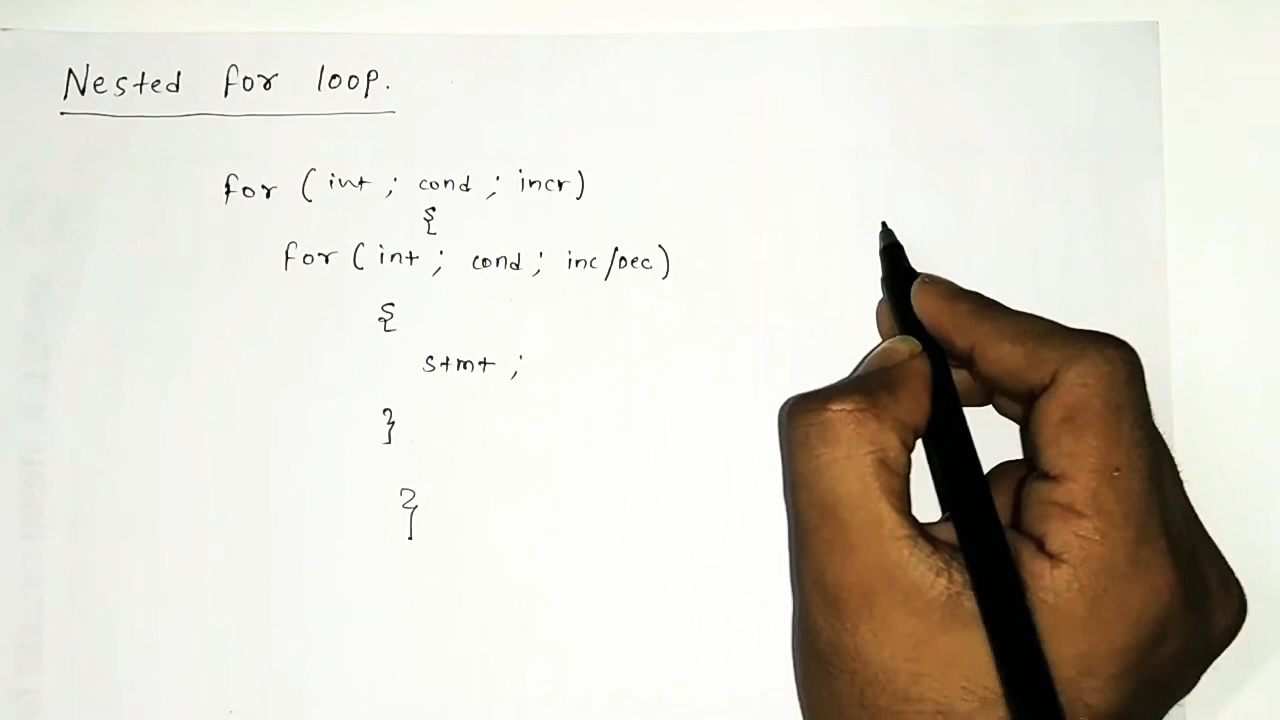 Nested for loop.
for (int ; cond ; incr)
{
for (int ; cond ; inc/Dec)
{
stmt ;
}
}